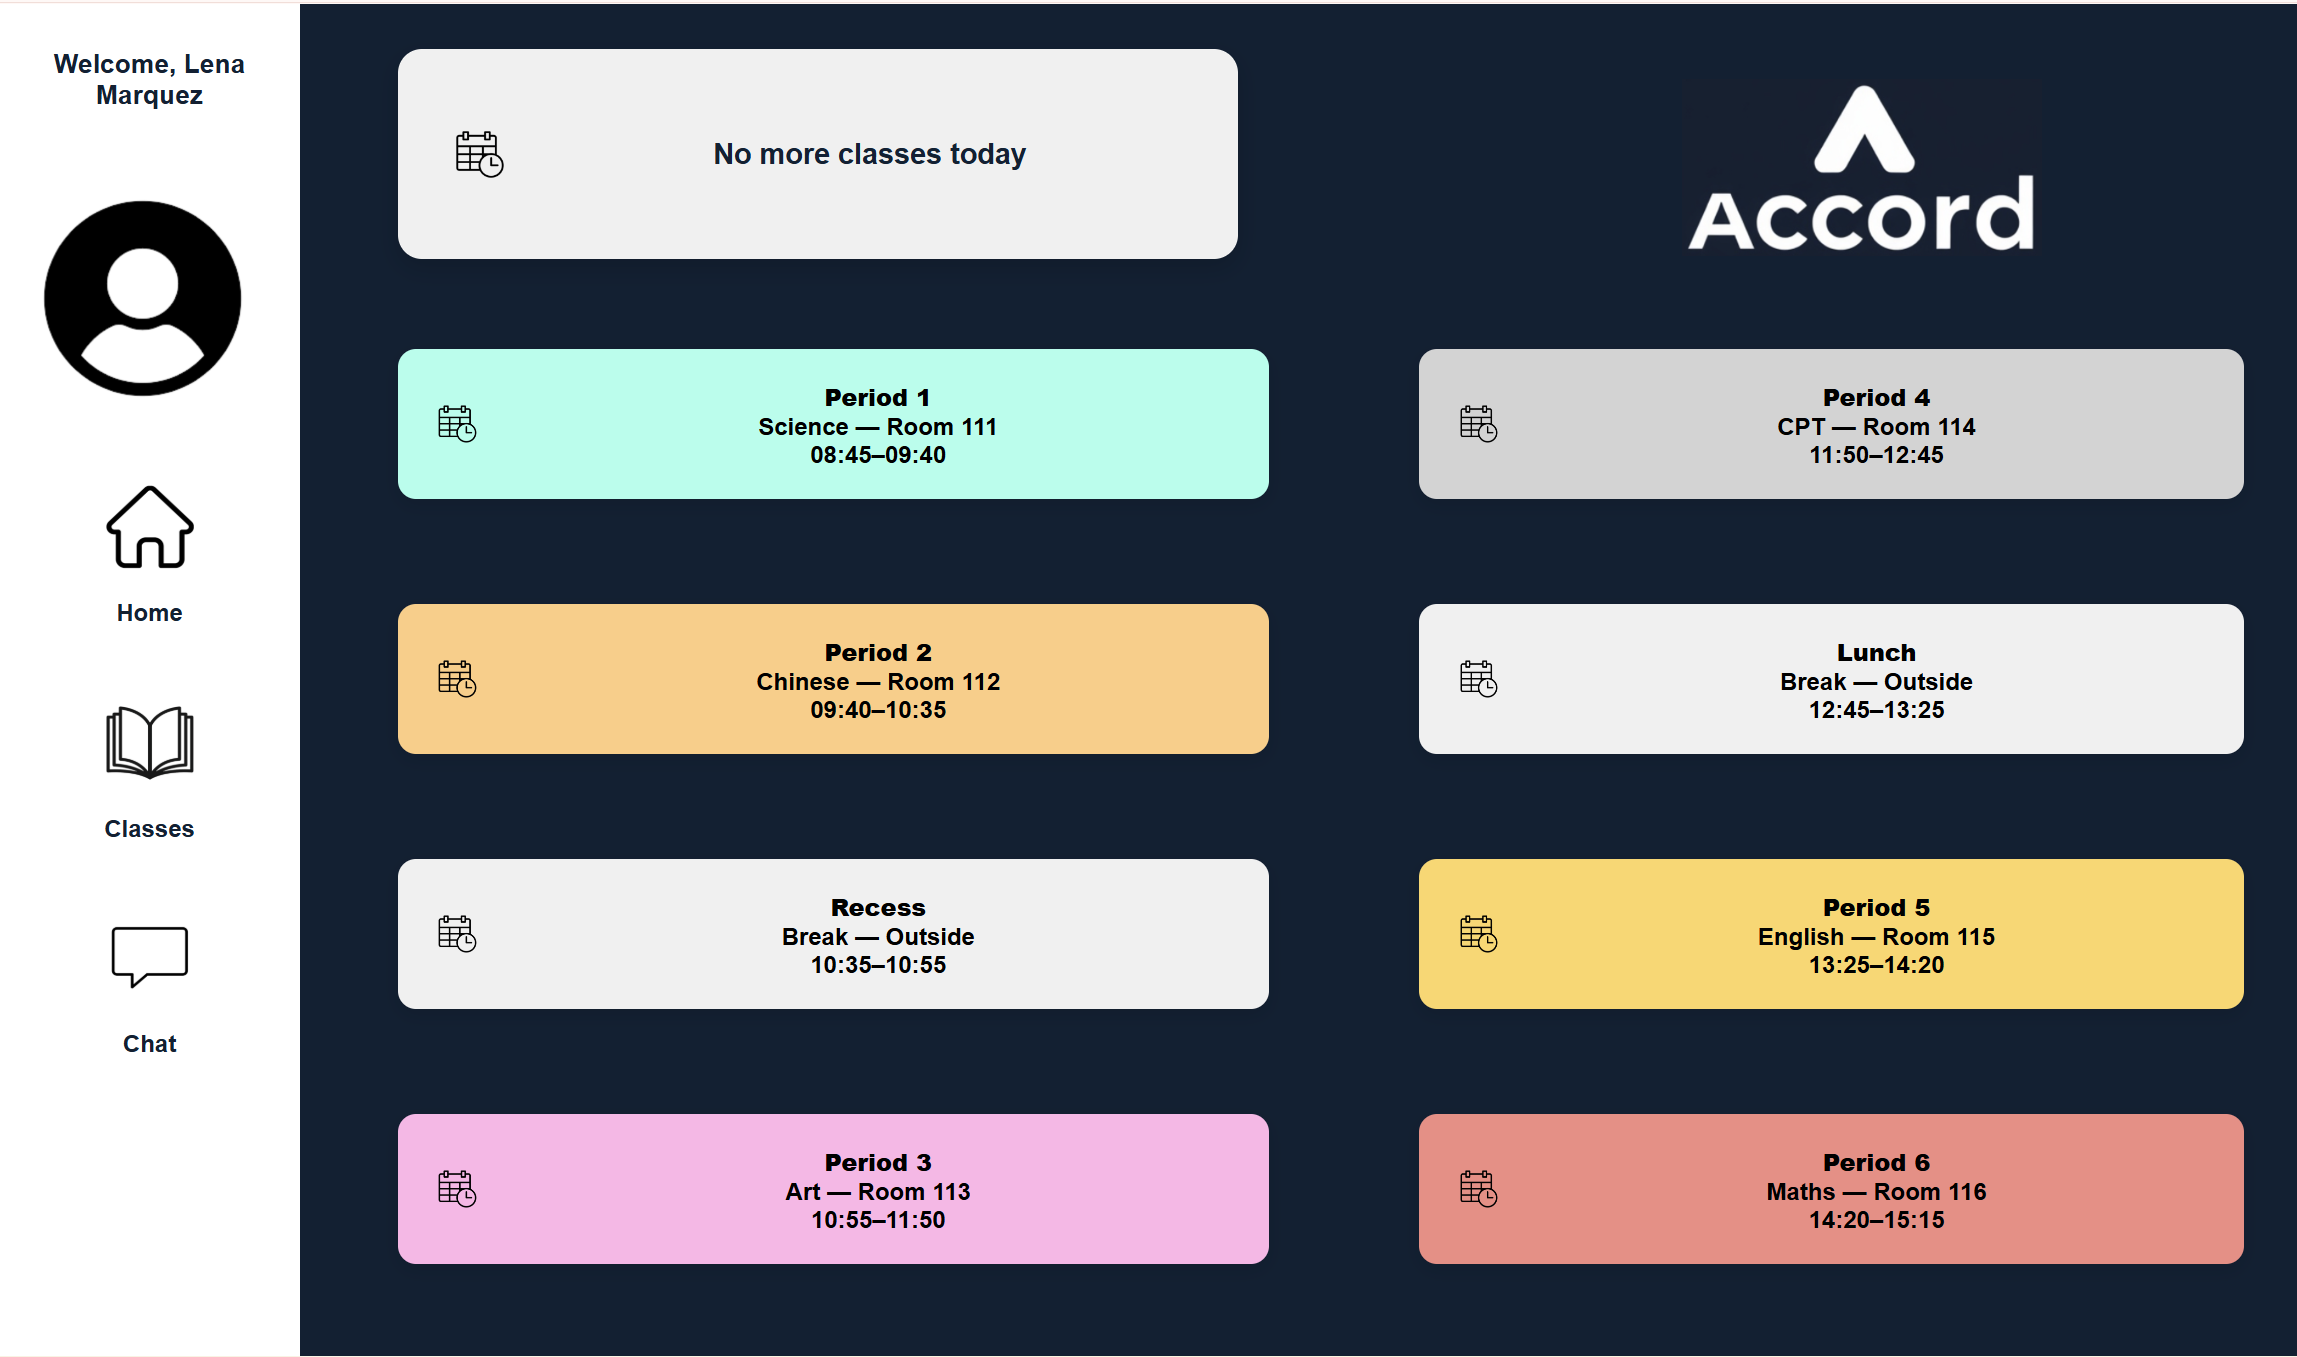 Welcome, Lena
Marquez
Home
Classes
Chat
No more classes today
Accord
Period 1
Science — Room 111
08:45–09:40
Period 2
Chinese — Room 112
09:40–10:35
Recess
Break — Outside
10:35–10:55
Period 3
Art — Room 113
10:55–11:50
Period 4
CPT — Room 114
11:50–12:45
Lunch
Break — Outside
12:45–13:25
Period 5
English — Room 115
13:25–14:20
Period 6
Maths — Room 116
14:20–15:15